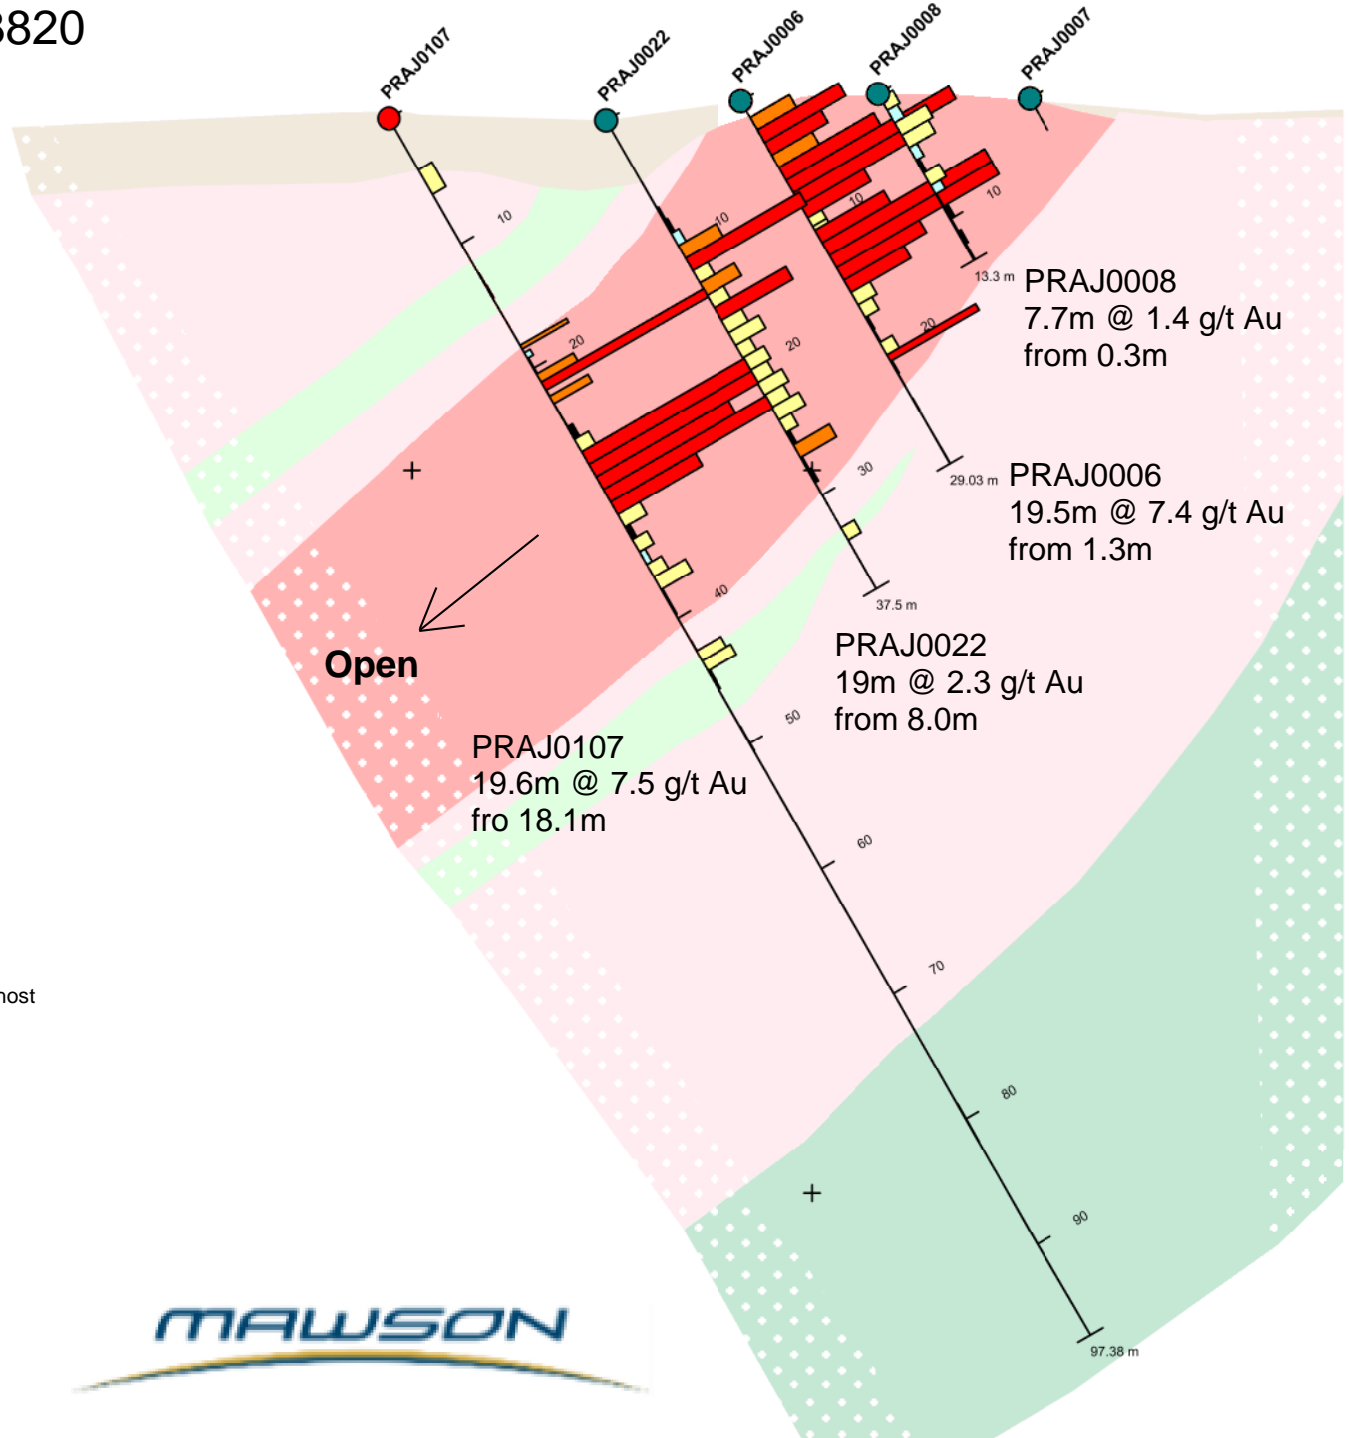 3820
PRAJ0107
PRAJ0022
PRAJ0006
PRAJ0008
PRAJ0007
10
20
40
50
60
70
80
90
97.38 m
10
20
30
37.5 m
10
20
29.03 m
10
13.3 m
PRAJ0008
7.7m @ 1.4 g/t Au
from 0.3m
PRAJ0006
19.5m @ 7.4 g/t Au
from 1.3m
PRAJ0022
19m @ 2.3 g/t Au
from 8.0m
Open
PRAJ0107
19.6m @ 7.5 g/t Au
fro 18.1m
MAWSON